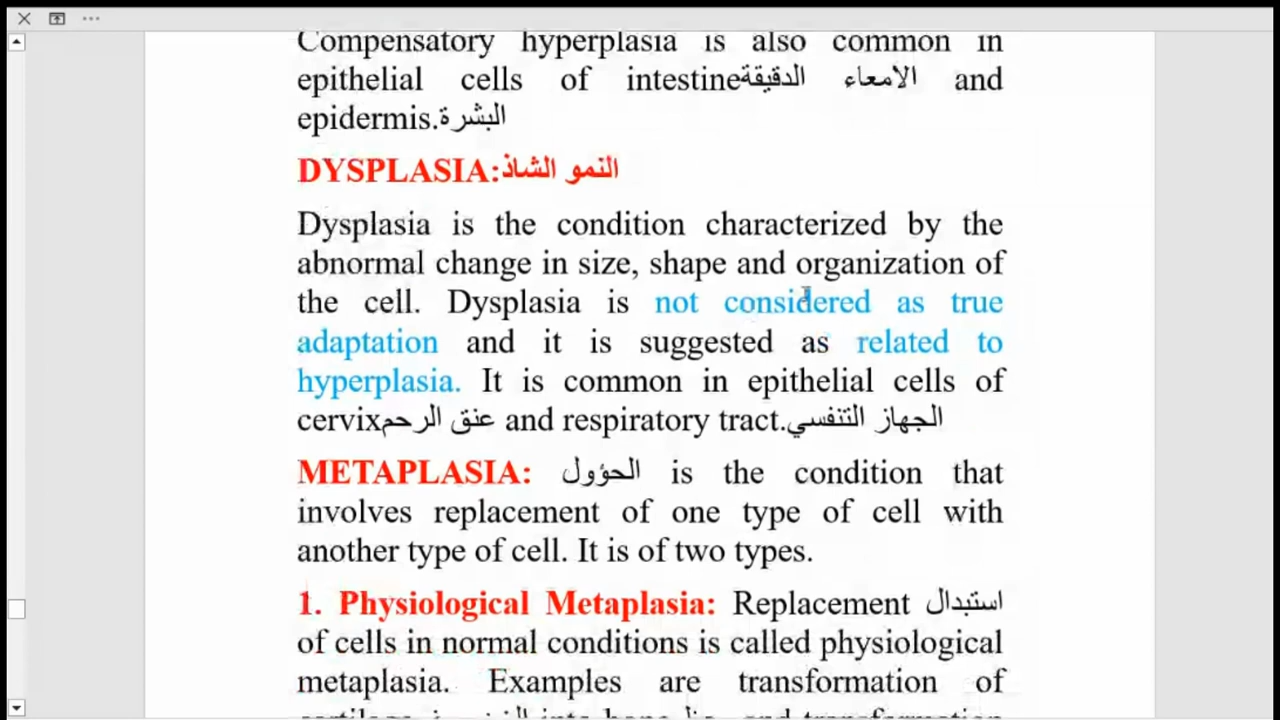 Compensatory hyperplasia is also common in
epithelial cells of intestineالامعاء الدقيقة and
epidermis.البشرة
DYSPLASIA:النمو الشاذ
Dysplasia is the condition characterized by the
abnormal change in size, shape and organization of
the cell. Dysplasia is not considered as true
adaptation and it is suggested as related to
hyperplasia. It is common in epithelial cells of
cervixعنق الرحم and respiratory tract.الجهاز التنفسي
METAPLASIA: الحؤول is the condition that
involves replacement of one type of cell with
another type of cell. It is of two types.
1. Physiological Metaplasia: Replacement استبدال
of cells in normal conditions is called physiological
metaplasia. Examples are transformation of
into bone and transformation